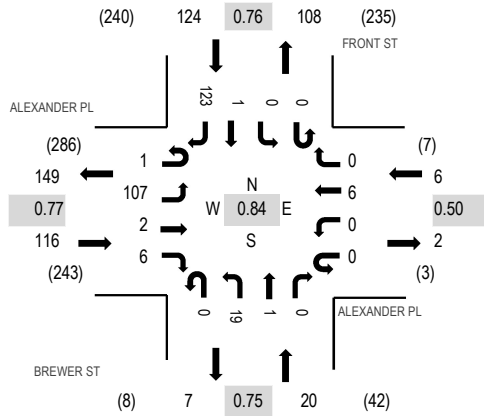 (240) 124 0.76 108 (235)
FRONT ST
ALEXANDER PL
123 1 0 0
(286) (7)
149 1 0 6
107 N 6
0.77 W 0.84 E 0.50
116 2 S 0 2
6 0
(243) (3)
0 19 1 0
ALEXANDER PL
BREWER ST
(8) 7 0.75 20 (42)